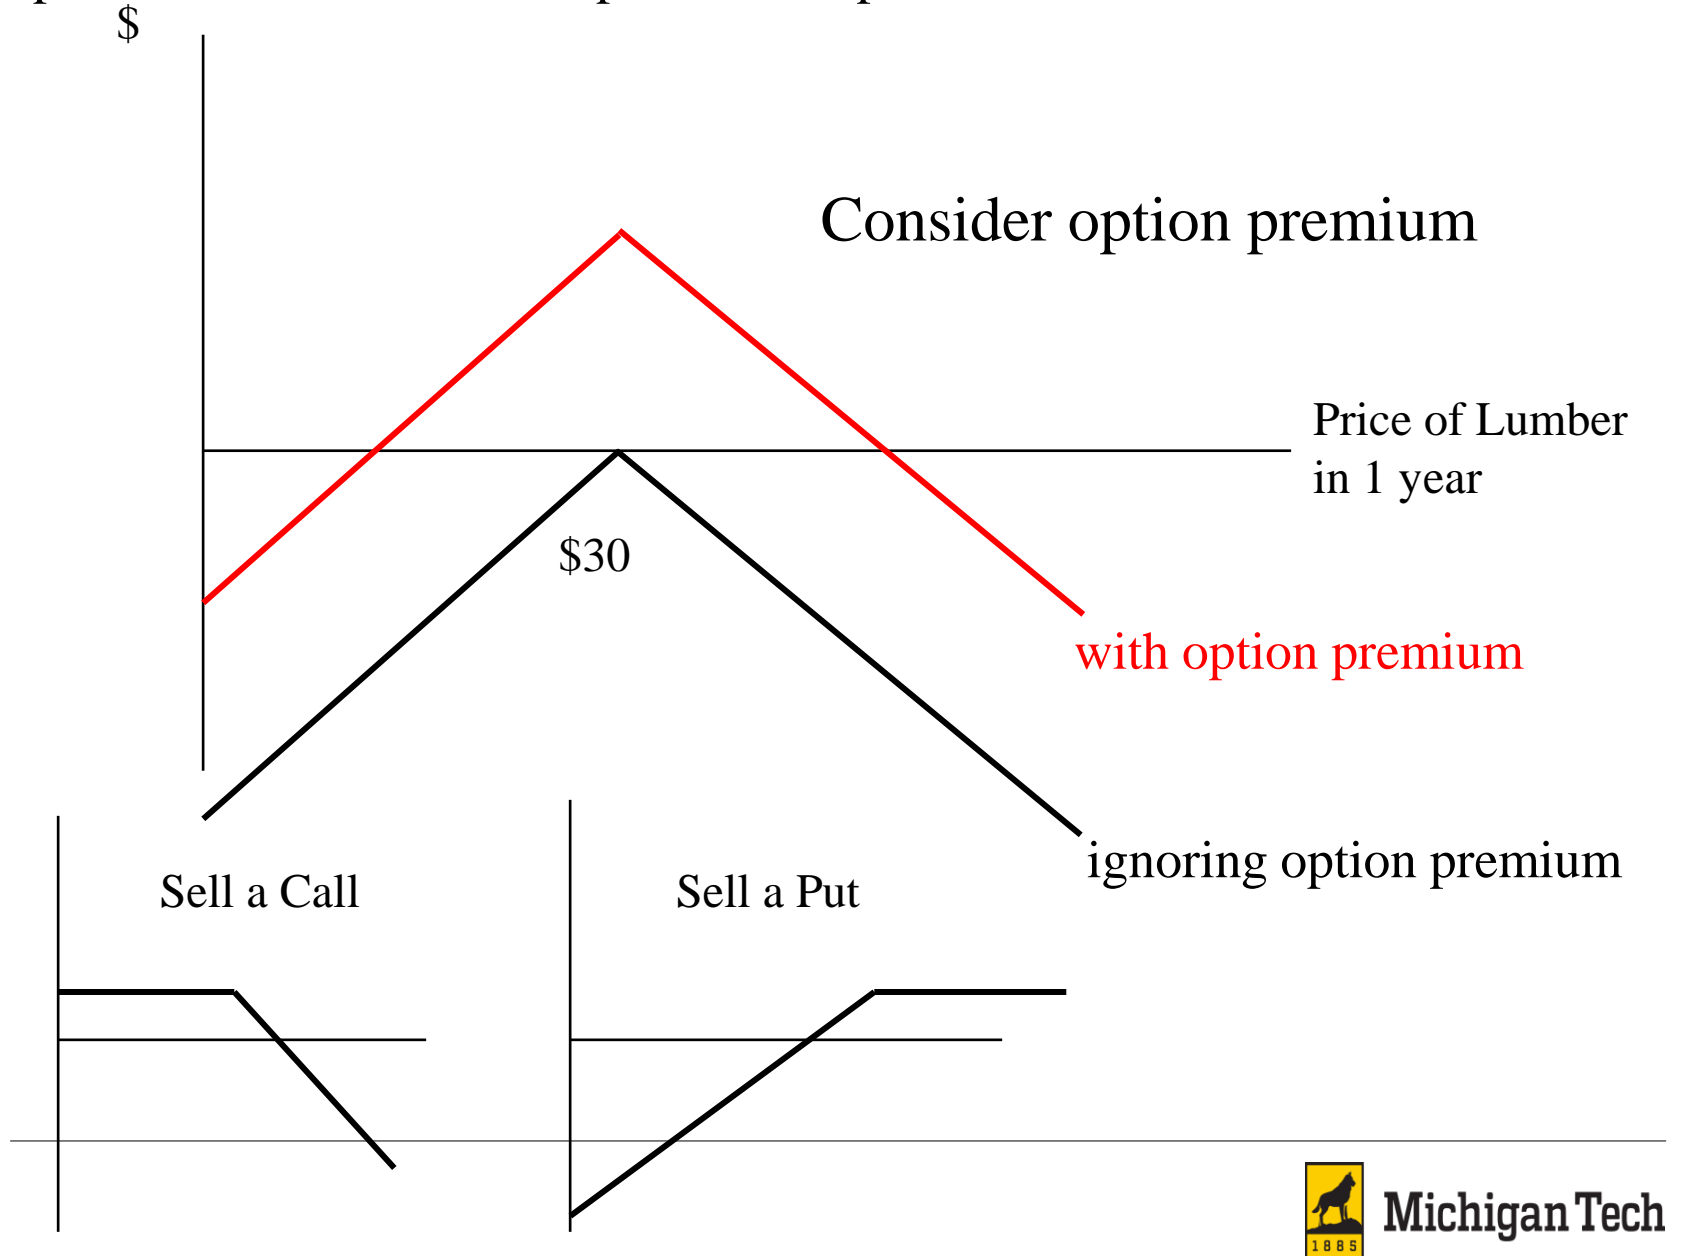 $
Consider option premium
Price of Lumber
in 1 year
$30
with option premium
ignoring option premium
Sell a Call
Sell a Put
Michigan Tech
1885